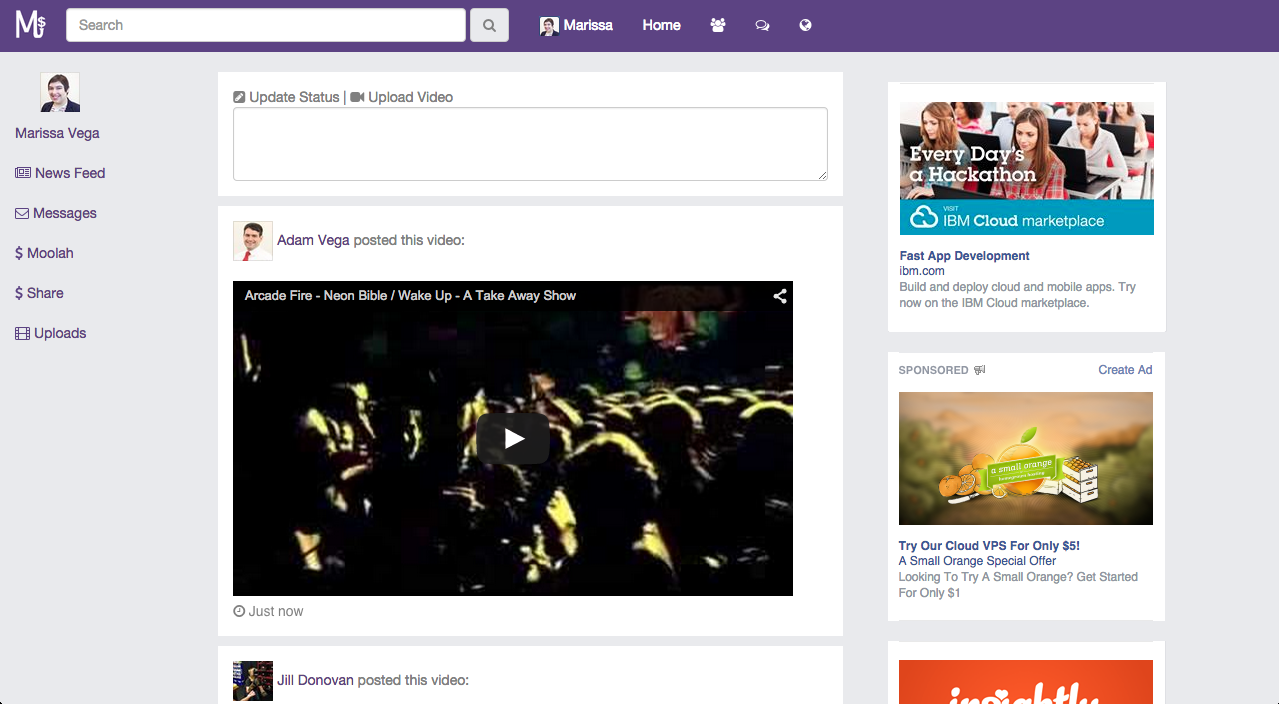 M$
Search
Marissa
Home
Marissa Vega
News Feed
Messages
$ Moolah
$ Share
Uploads
Update Status | Upload Video
Adam Vega posted this video:
Arcade Fire - Neon Bible / Wake Up - A Take Away Show
Just now
Jill Donovan posted this video:
Every Day's
a Hackathon
VISIT
IBM Cloud marketplace
Fast App Development
ibm.com
Build and deploy cloud and mobile apps. Try
now on the IBM Cloud marketplace.
SPONSORED
Create Ad
a small orange
homegrown hosting
Try Our Cloud VPS For Only $5!
A Small Orange Special Offer
Looking To Try A Small Orange? Get Started
For Only $1
insightly